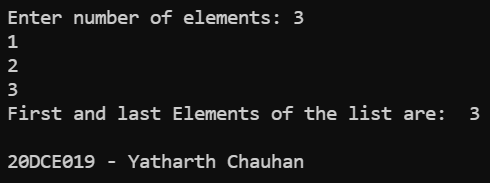 Enter number of elements: 3
1
2
3
First and last Elements of the list are:  3
20DCE019 - Yatharth Chauhan